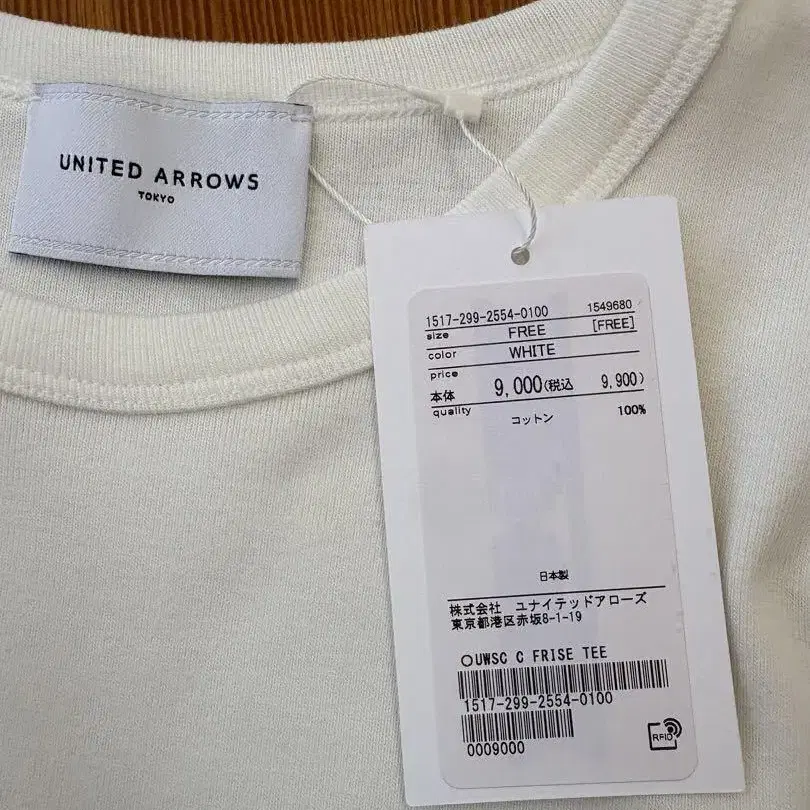 UNITED ARROWS
TOKYO
1517-299-2554-0100 1549680
size FREE [FREE]
color WHITE
price
本体 9,000(税込 9,900)
quality コットン 100%
日本製
株式会社 ユナイテッドアローズ
東京都港区赤坂8-1-19
○UWSC C FRISE TEE
1517-299-2554-0100
0009000
RFID